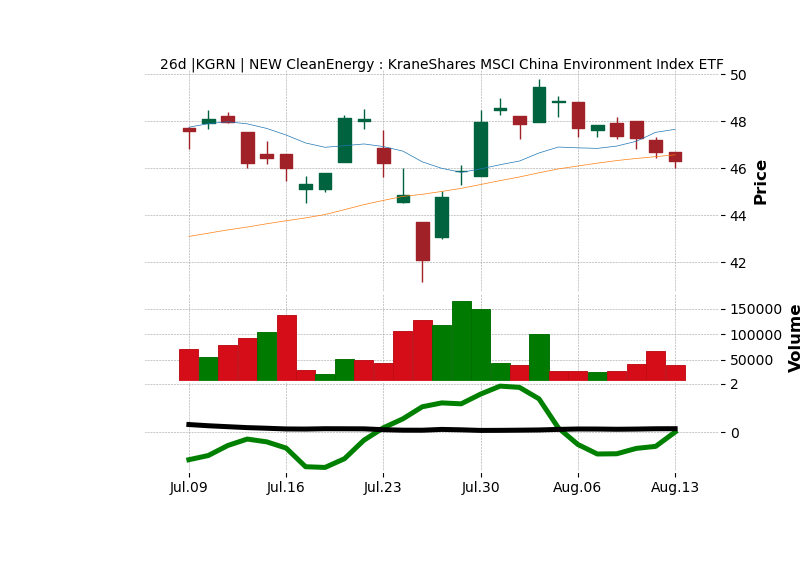 26d |KGRN | NEW CleanEnergy : KraneShares MSCI China Environment Index ETF
50
48
46
44
42
Price
150000
100000
50000
Volume
2
0
Jul.09 Jul.16 Jul.23 Jul.30 Aug.06 Aug.13